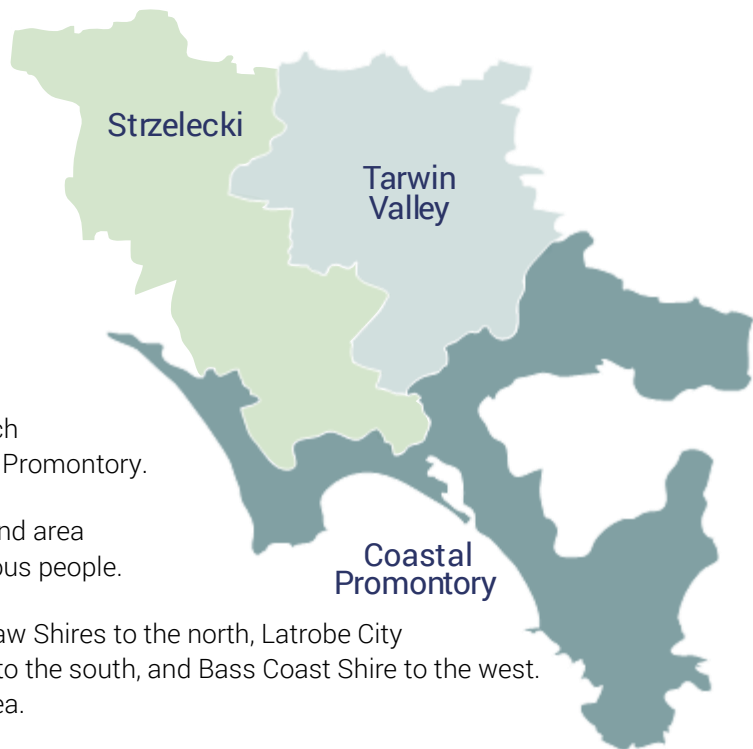 Strzelecki
Tarwin
Valley
Promontory.
nd area
ous people.
Coastal
Promontory
aw Shires to the north, Latrobe City
to the south, and Bass Coast Shire to the west.
ea.